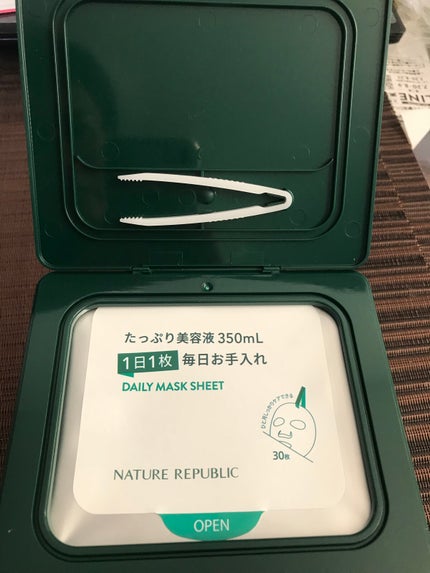 LINE
たっぷり美容液 350mL
1日1枚 毎日お手入れ
DAILY MASK SHEET
30枚
NATURE REPUBLIC
OPEN